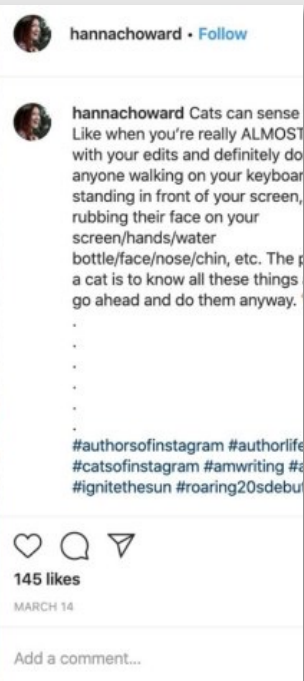 hannachoward • Follow
hannachoward Cats can sense
Like when you're really ALMOST
with your edits and definitely do
anyone walking on your keyboar
standing in front of your screen,
rubbing their face on your
screen/hands/water
bottle/face/nose/chin, etc. The p
a cat is to know all these things
go ahead and do them anyway.
.
.
.
.
.
.
#authorsofinstagram #authorlife
#catsofinstagram #amwriting #a
#ignitethesun #roaring20sdebut
145 likes
MARCH 14
Add a comment...